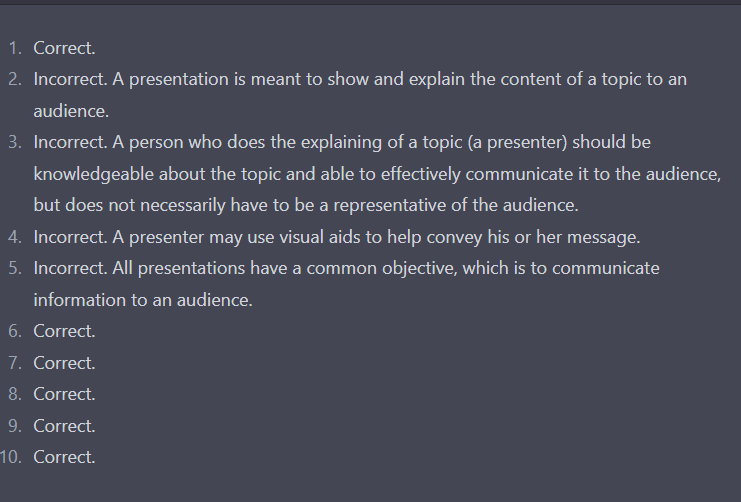 1. Correct.
2. Incorrect. A presentation is meant to show and explain the content of a topic to an
audience.
3. Incorrect. A person who does the explaining of a topic (a presenter) should be
knowledgeable about the topic and able to effectively communicate it to the audience,
but does not necessarily have to be a representative of the audience.
4. Incorrect. A presenter may use visual aids to help convey his or her message.
5. Incorrect. All presentations have a common objective, which is to communicate
information to an audience.
6. Correct.
7. Correct.
8. Correct.
9. Correct.
10. Correct.